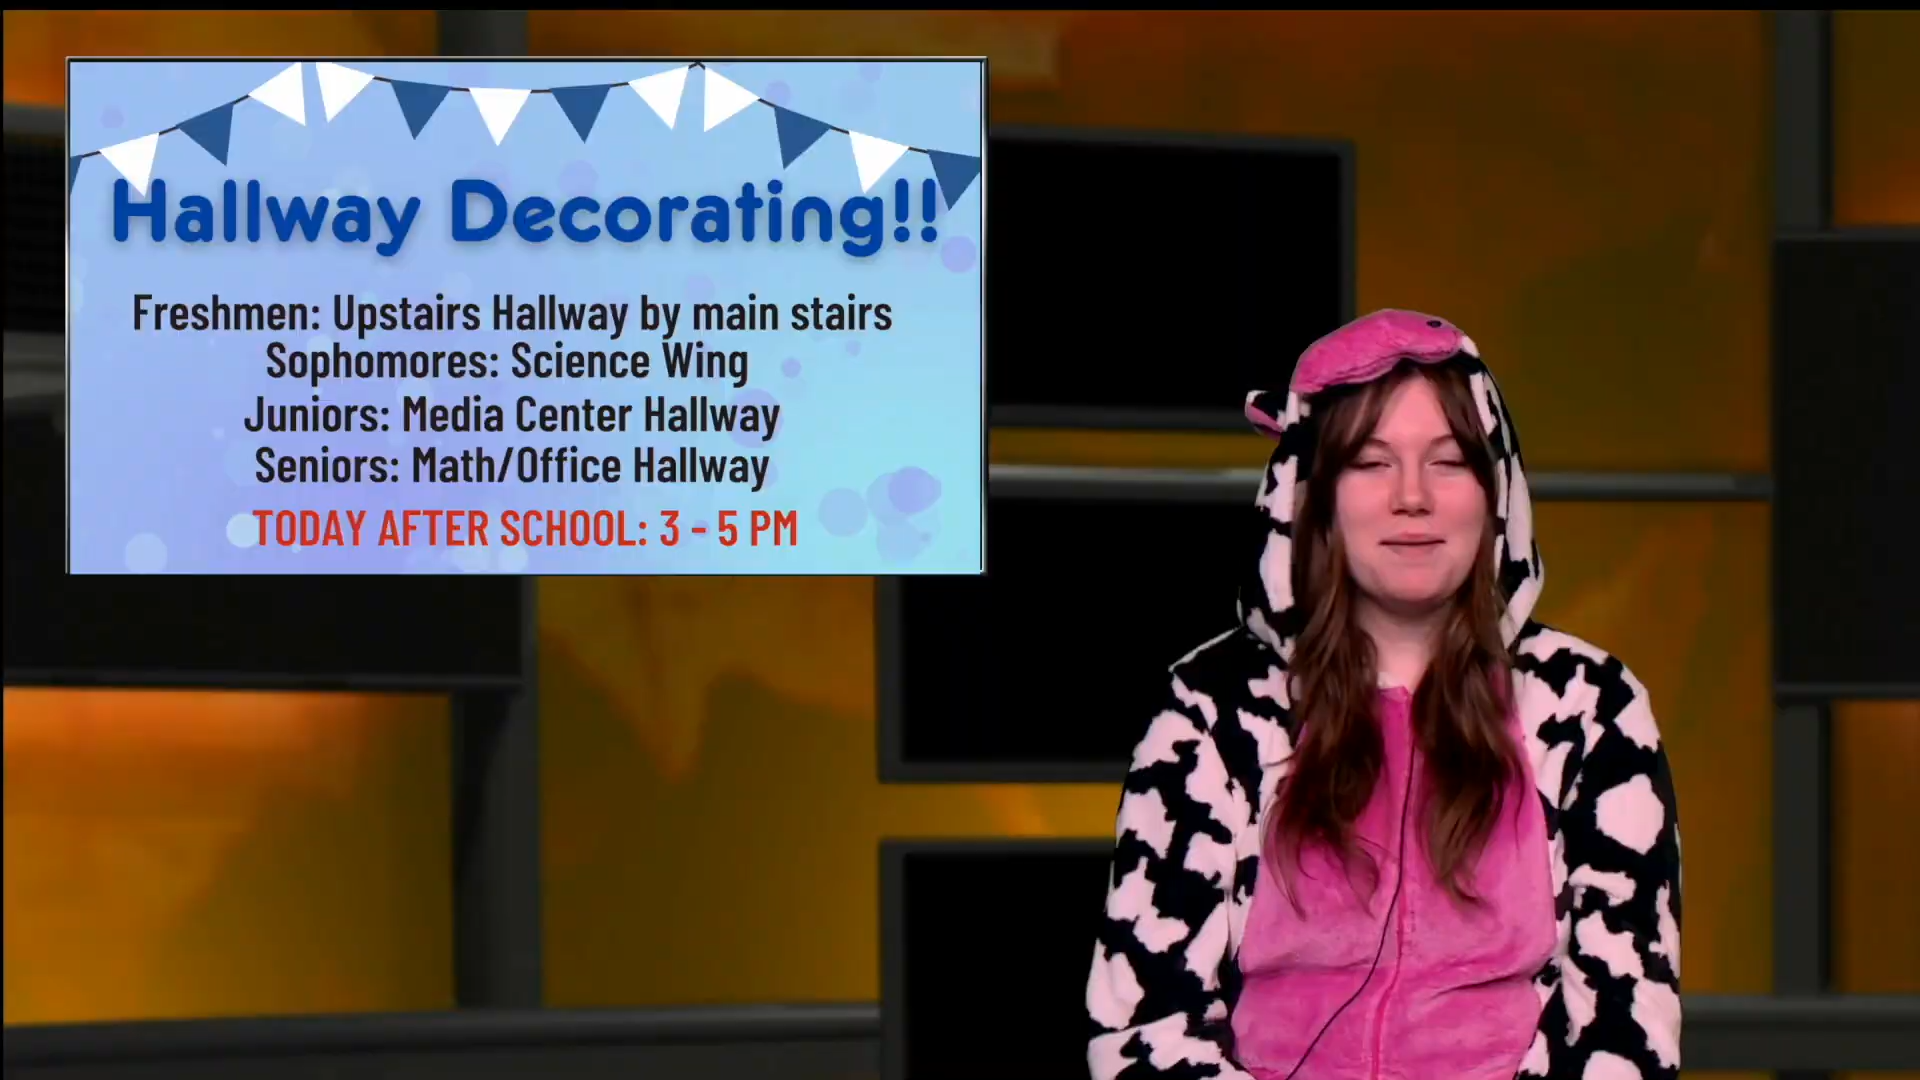 Hallway Decorating!!
Freshmen: Upstairs Hallway by main stairs
Sophomores: Science Wing
Juniors: Media Center Hallway
Seniors: Math/Office Hallway
TODAY AFTER SCHOOL: 3 - 5 PM